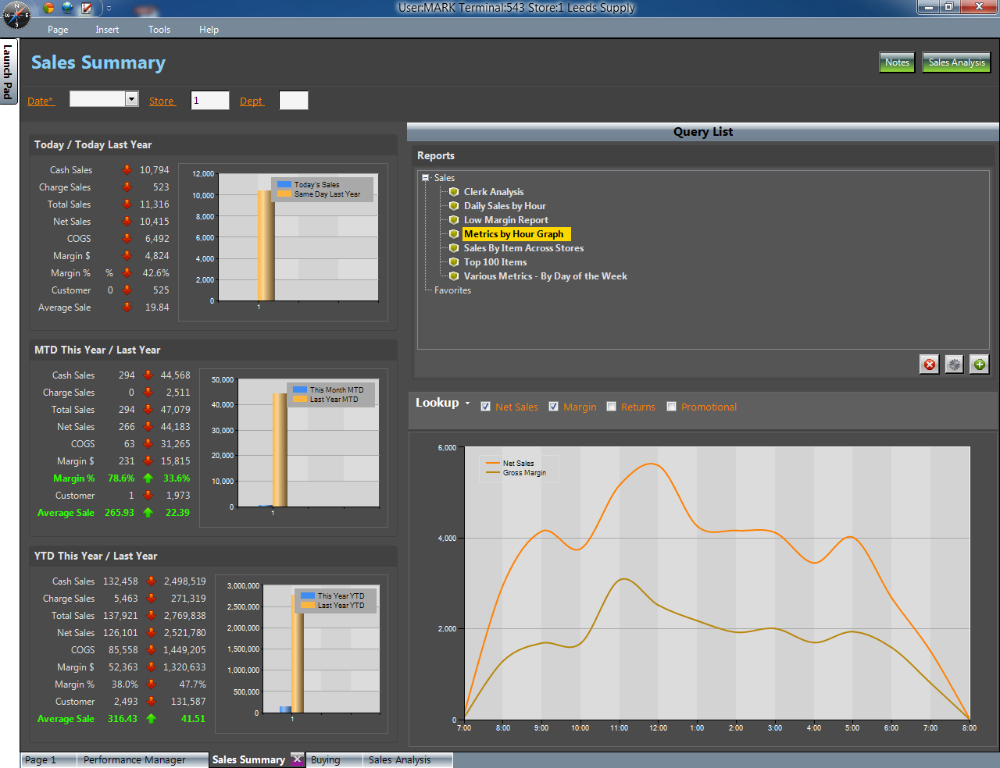 User:MARK Terminal:543 Store:1 Leeds Supply
N
W E
S
Page Insert Tools Help
Launch Pad
Sales Summary
Notes Sales Analysis
Date* Store 1 Dept
Today / Today Last Year
Cash Sales 10,794
Charge Sales 523
Total Sales 11,316
Net Sales 10,415
COGS 6,492
Margin $ 4,824
Margin % % 42.6%
Customer 0 525
Average Sale 19.84
12,000
10,000
8,000
6,000
4,000
2,000
0
1
Today's Sales
Same Day Last Year
MTD This Year / Last Year
Cash Sales 294 44,568
Charge Sales 0 2,511
Total Sales 294 47,079
Net Sales 266 44,183
COGS 63 31,265
Margin $ 231 15,815
Margin % 78.6% 33.6%
Customer 1 1,973
Average Sale 265.93 22.39
50,000
40,000
30,000
20,000
10,000
0
1
This Month MTD
Last Year MTD
YTD This Year / Last Year
Cash Sales 132,458 2,498,519
Charge Sales 5,463 271,319
Total Sales 137,921 2,769,838
Net Sales 126,101 2,521,780
COGS 85,558 1,449,205
Margin $ 52,363 1,320,633
Margin % 38.0% 47.7%
Customer 2,493 131,587
Average Sale 316.43 41.51
3,000,000
2,500,000
2,000,000
1,500,000
1,000,000
500,000
0
1
This Year YTD
Last Year YTD
Query List
Reports
Sales
Clerk Analysis
Daily Sales by Hour
Low Margin Report
Metrics by Hour Graph
Sales By Item Across Stores
Top 100 Items
Various Metrics - By Day of the Week
Favorites
Lookup Net Sales Margin Returns Promotional
6,000
4,000
2,000
0
Net Sales
Gross Margin
7:00 8:00 9:00 10:00 11:00 12:00 1:00 2:00 3:00 4:00 5:00 6:00 7:00 8:00
Page 1 Performance Manager Sales Summary Buying Sales Analysis